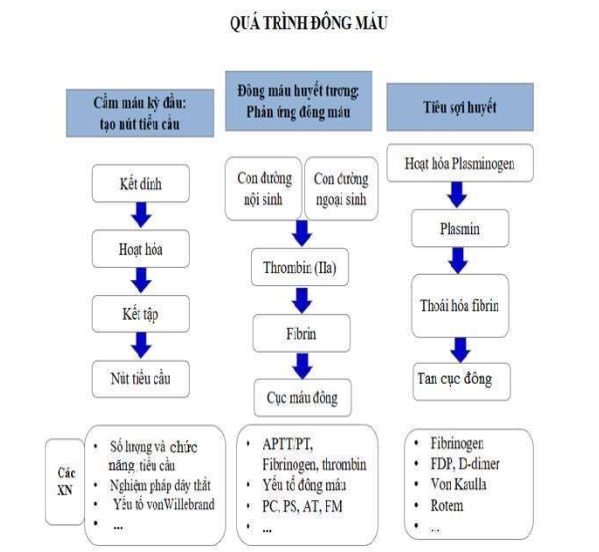 QUÁ TRÌNH ĐÔNG MÁU
Cầm máu kỳ đầu:
tạo nút tiểu cầu
Kết dính
Hoạt hóa
Kết tập
Nút tiểu cầu
Đông máu huyết tương:
Phản ứng đông máu
Con đường
nội sinh
Con đường
ngoại sinh
Thrombin (IIa)
Fibrin
Cục máu đông
Tiêu sợi huyết
Hoạt hóa Plasminogen
Plasmin
Thoái hóa fibrin
Tan cục đông
Các
XN
• Số lượng và chức
năng tiểu cầu
• Nghiệm pháp dây thắt
• Yếu tố vonWillebrand
• ...
• APTT/PT,
Fibrinogen, thrombin
• Yếu tố đông máu
• PC, PS, AT, FM
• ...
• Fibrinogen
• FDP, D-dimer
• Von Kaulla
• Rotem
• ...